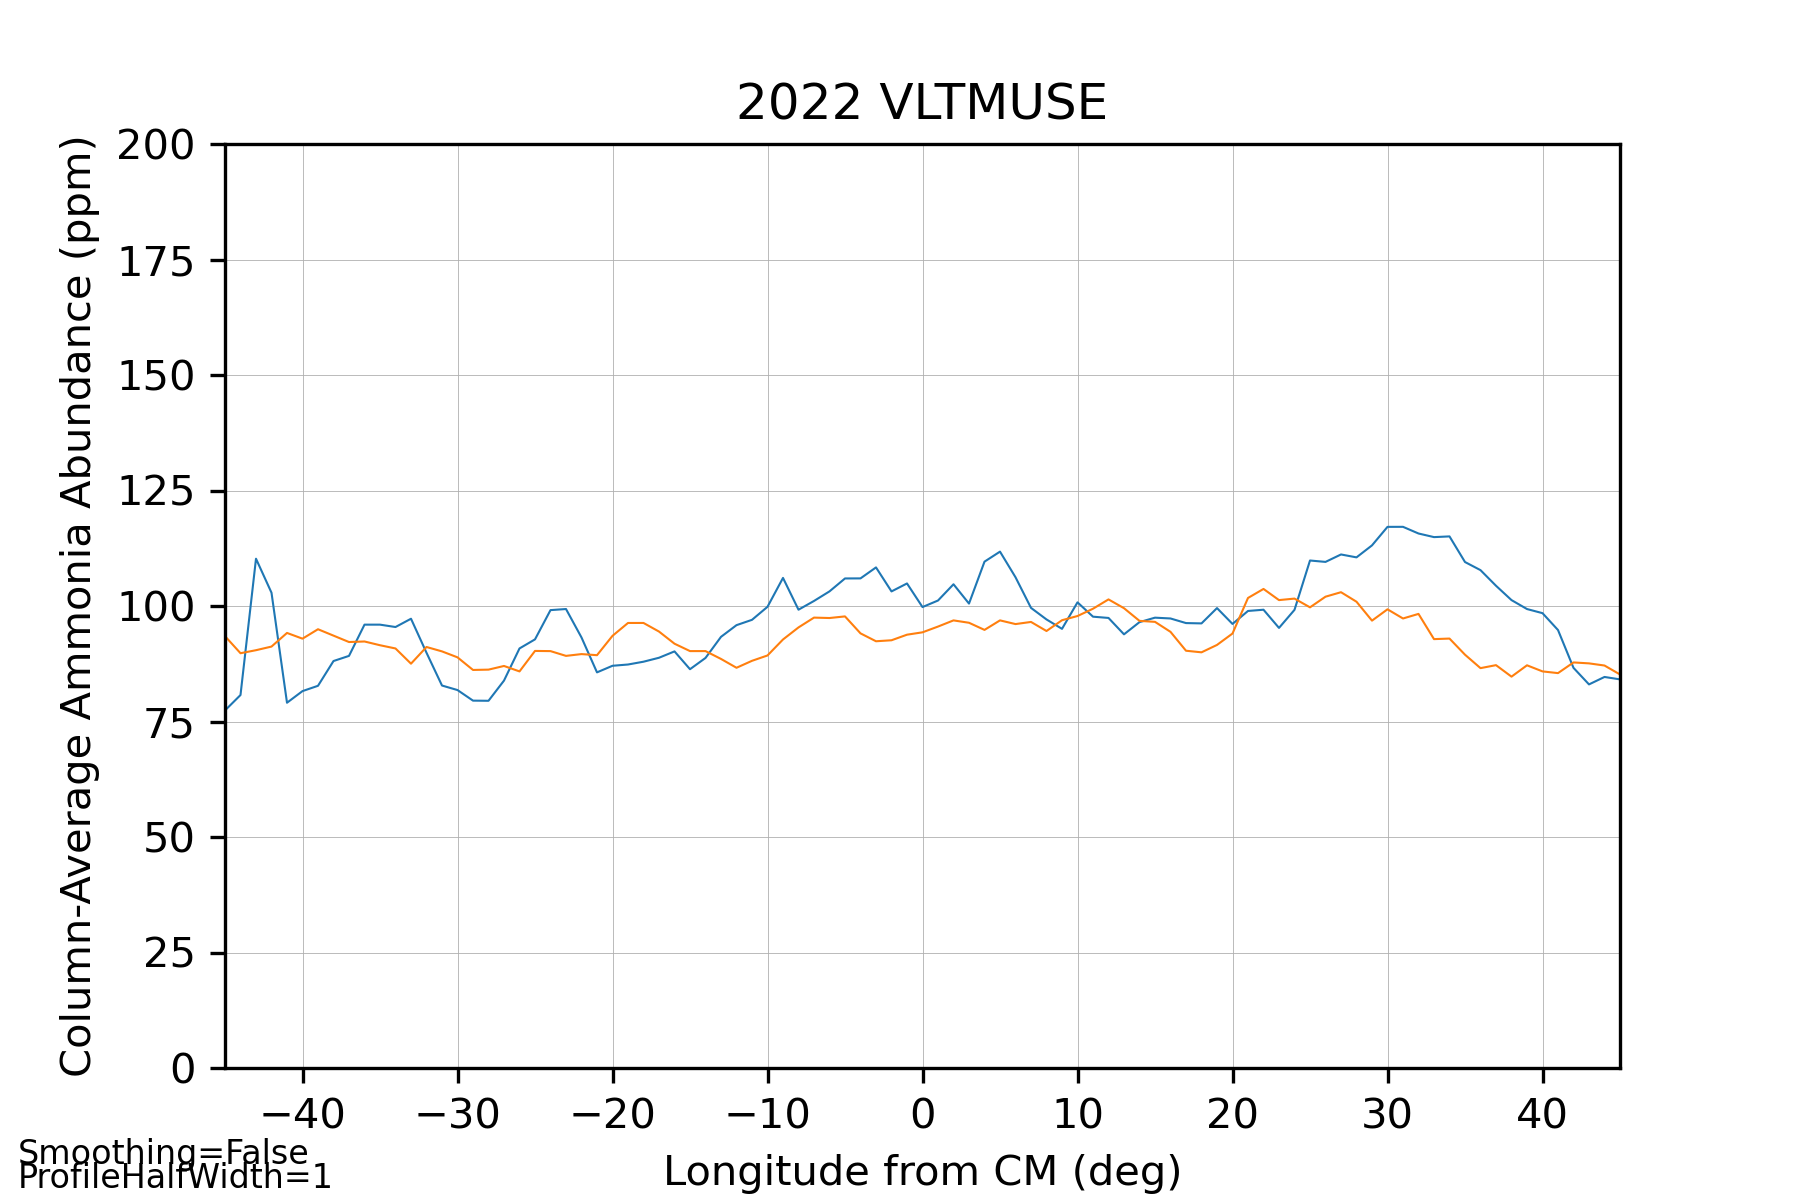 2022 VLTMUSE
Column-Average Ammonia Abundance (ppm)
200
175
150
125
100
75
50
25
0
−40 −30 −20 −10 0 10 20 30 40
Longitude from CM (deg)
Smoothing=False
ProfileHalfWidth=1